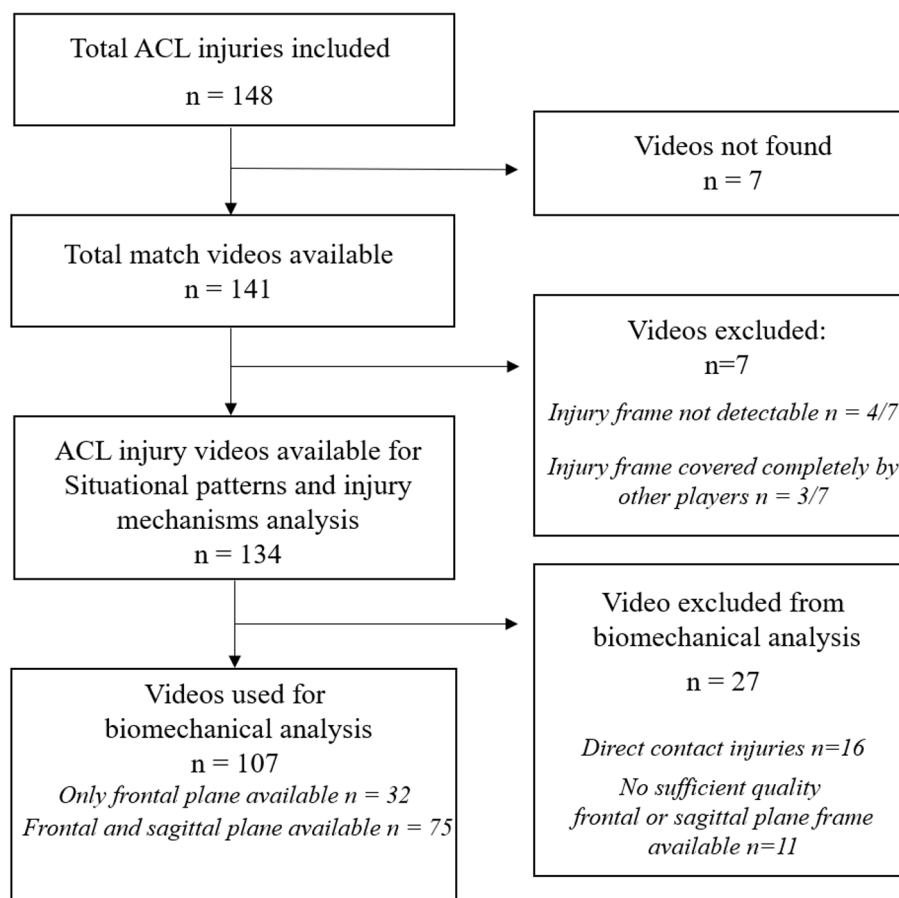 Total ACL injuries included
n = 148
Videos not found
n = 7
Total match videos available
n = 141
Videos excluded:
n=7
Injury frame not detectable n = 4/7
Injury frame covered completely by
other players n = 3/7
ACL injury videos available for
Situational patterns and injury
mechanisms analysis
n = 134
Video excluded from
biomechanical analysis
n = 27
Direct contact injuries n=16
No sufficient quality
frontal or sagittal plane frame
available n=11
Videos used for
biomechanical analysis
n = 107
Only frontal plane available n = 32
Frontal and sagittal plane available n = 75